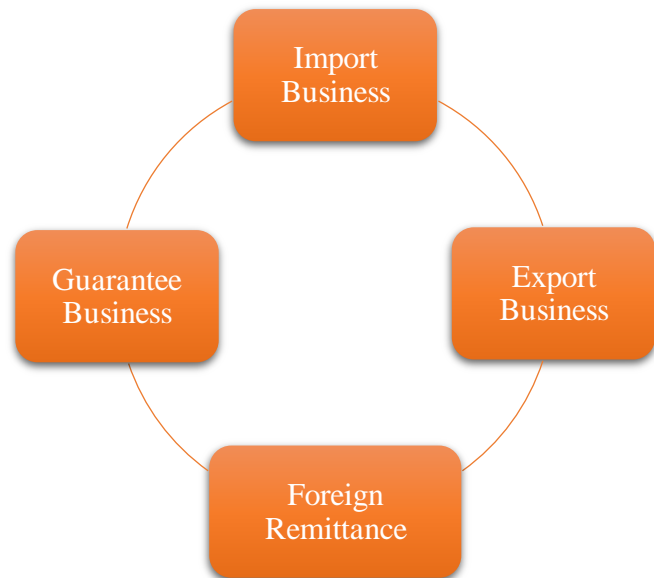 Import
Business
Export
Business
Foreign
Remittance
Guarantee
Business